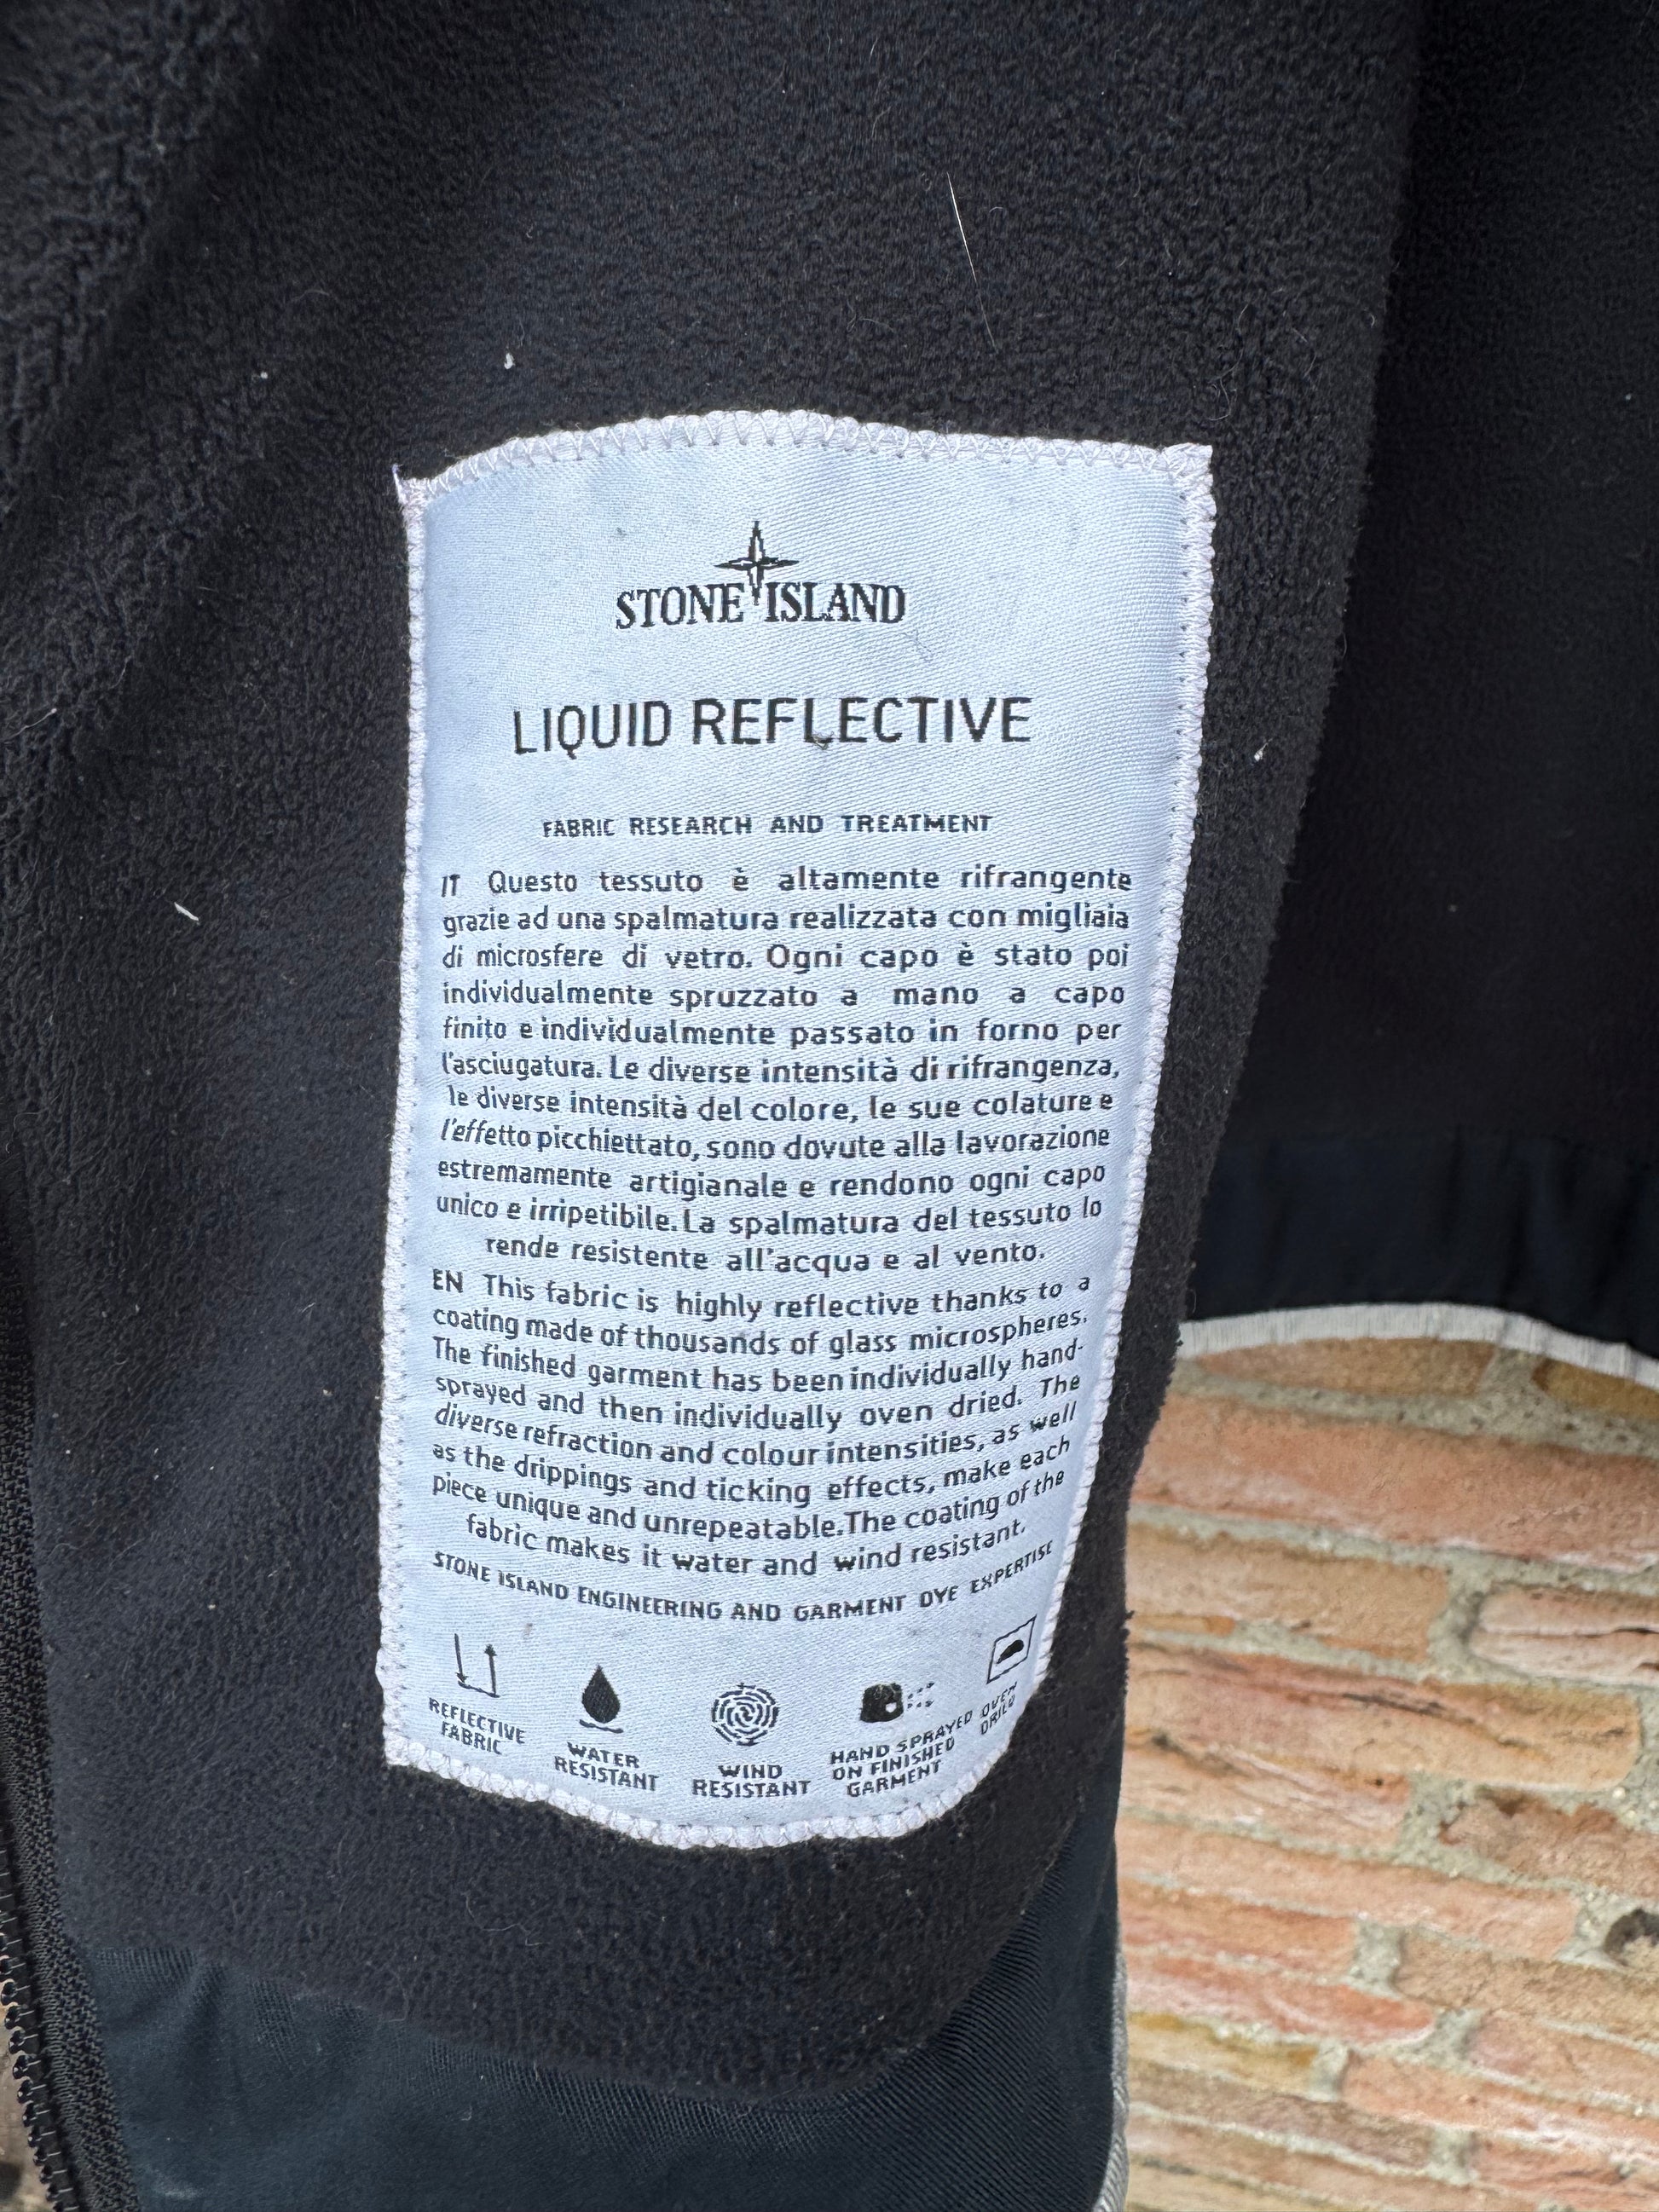 STONE ISLAND
LIQUID REFLECTIVE
FABRIC RESEARCH AND TREATMENT
IT Questo tessuto è altamente rifrangente
grazie ad una spalmatura realizzata con migliaia
di microsfere di vetro. Ogni capo è stato poi
individualmente spruzzato a mano a capo
finito e individualmente passato in forno per
l'asciugatura. Le diverse intensità di rifrangenza,
le diverse intensità del colore, le sue colature e
l'effetto picchiettato, sono dovute alla lavorazione
estremamente artigianale e rendono ogni capo
unico e irripetibile. La spalmatura del tessuto lo
rende resistente all'acqua e al vento.
EN This fabric is highly reflective thanks to a
coating made of thousands of glass microspheres.
The finished garment has been individually hand-
sprayed and then individually oven dried. The
diverse refraction and colour intensities, as well
as the drippings and ticking effects, make each
piece unique and unrepeatable. The coating of the
fabric makes it water and wind resistant.
STONE ISLAND ENGINEERING AND GARMENT DYE EXPERTISE
REFLECTIVE
FABRIC
WATER
RESISTANT
WIND
RESISTANT
HAND SPRAYED
ON FINISHED
GARMENT
OVEN
DRIED